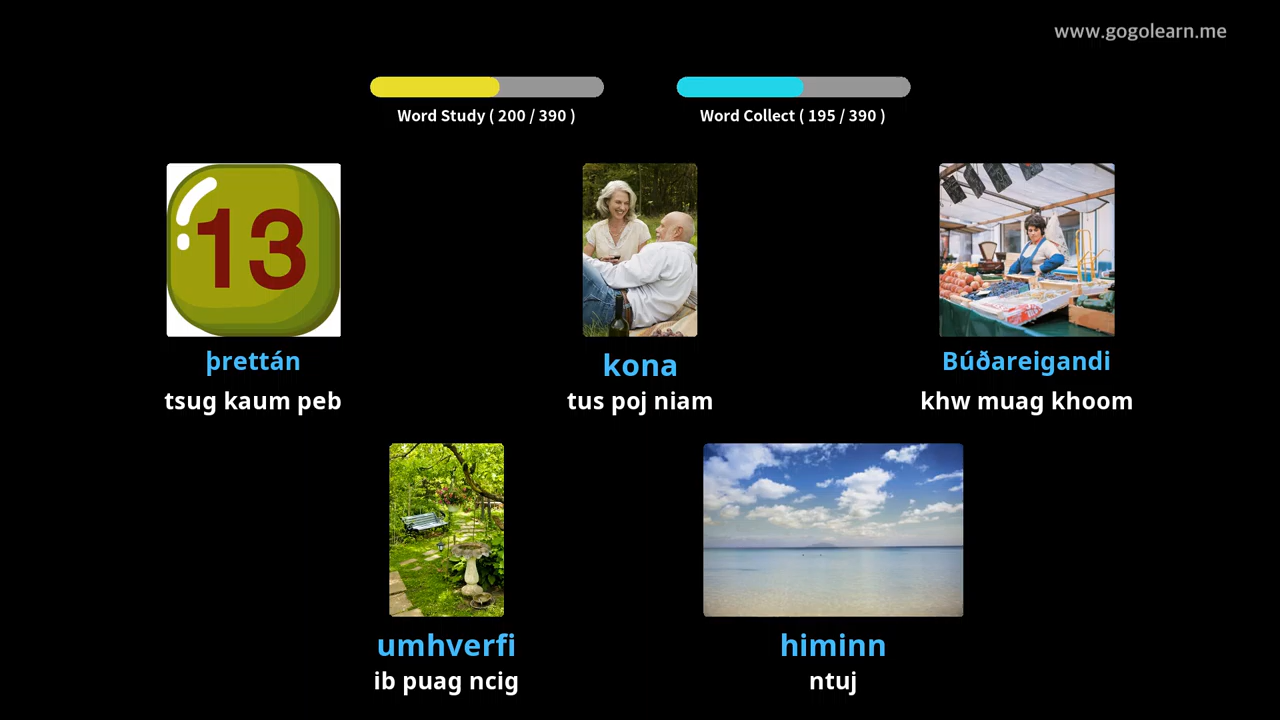 www.gogolearn.me
Word Study ( 200 / 390 )
Word Collect ( 195 / 390 )
13
þrettán
tsug kaum peb
kona
tus poj niam
Búðareigandi
khw muag khoom
umhverfi
ib puag ncig
himinn
ntuj